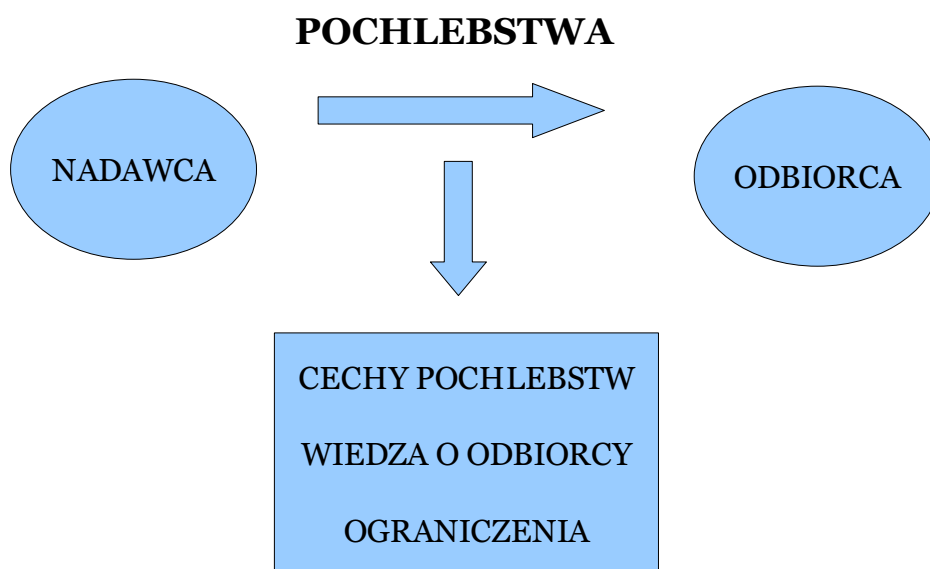 POCHLEBSTWA
NADAWCA
ODBIORCA
CECHY POCHLEBSTW
WIEDZA O ODBIORCY
OGRANICZENIA